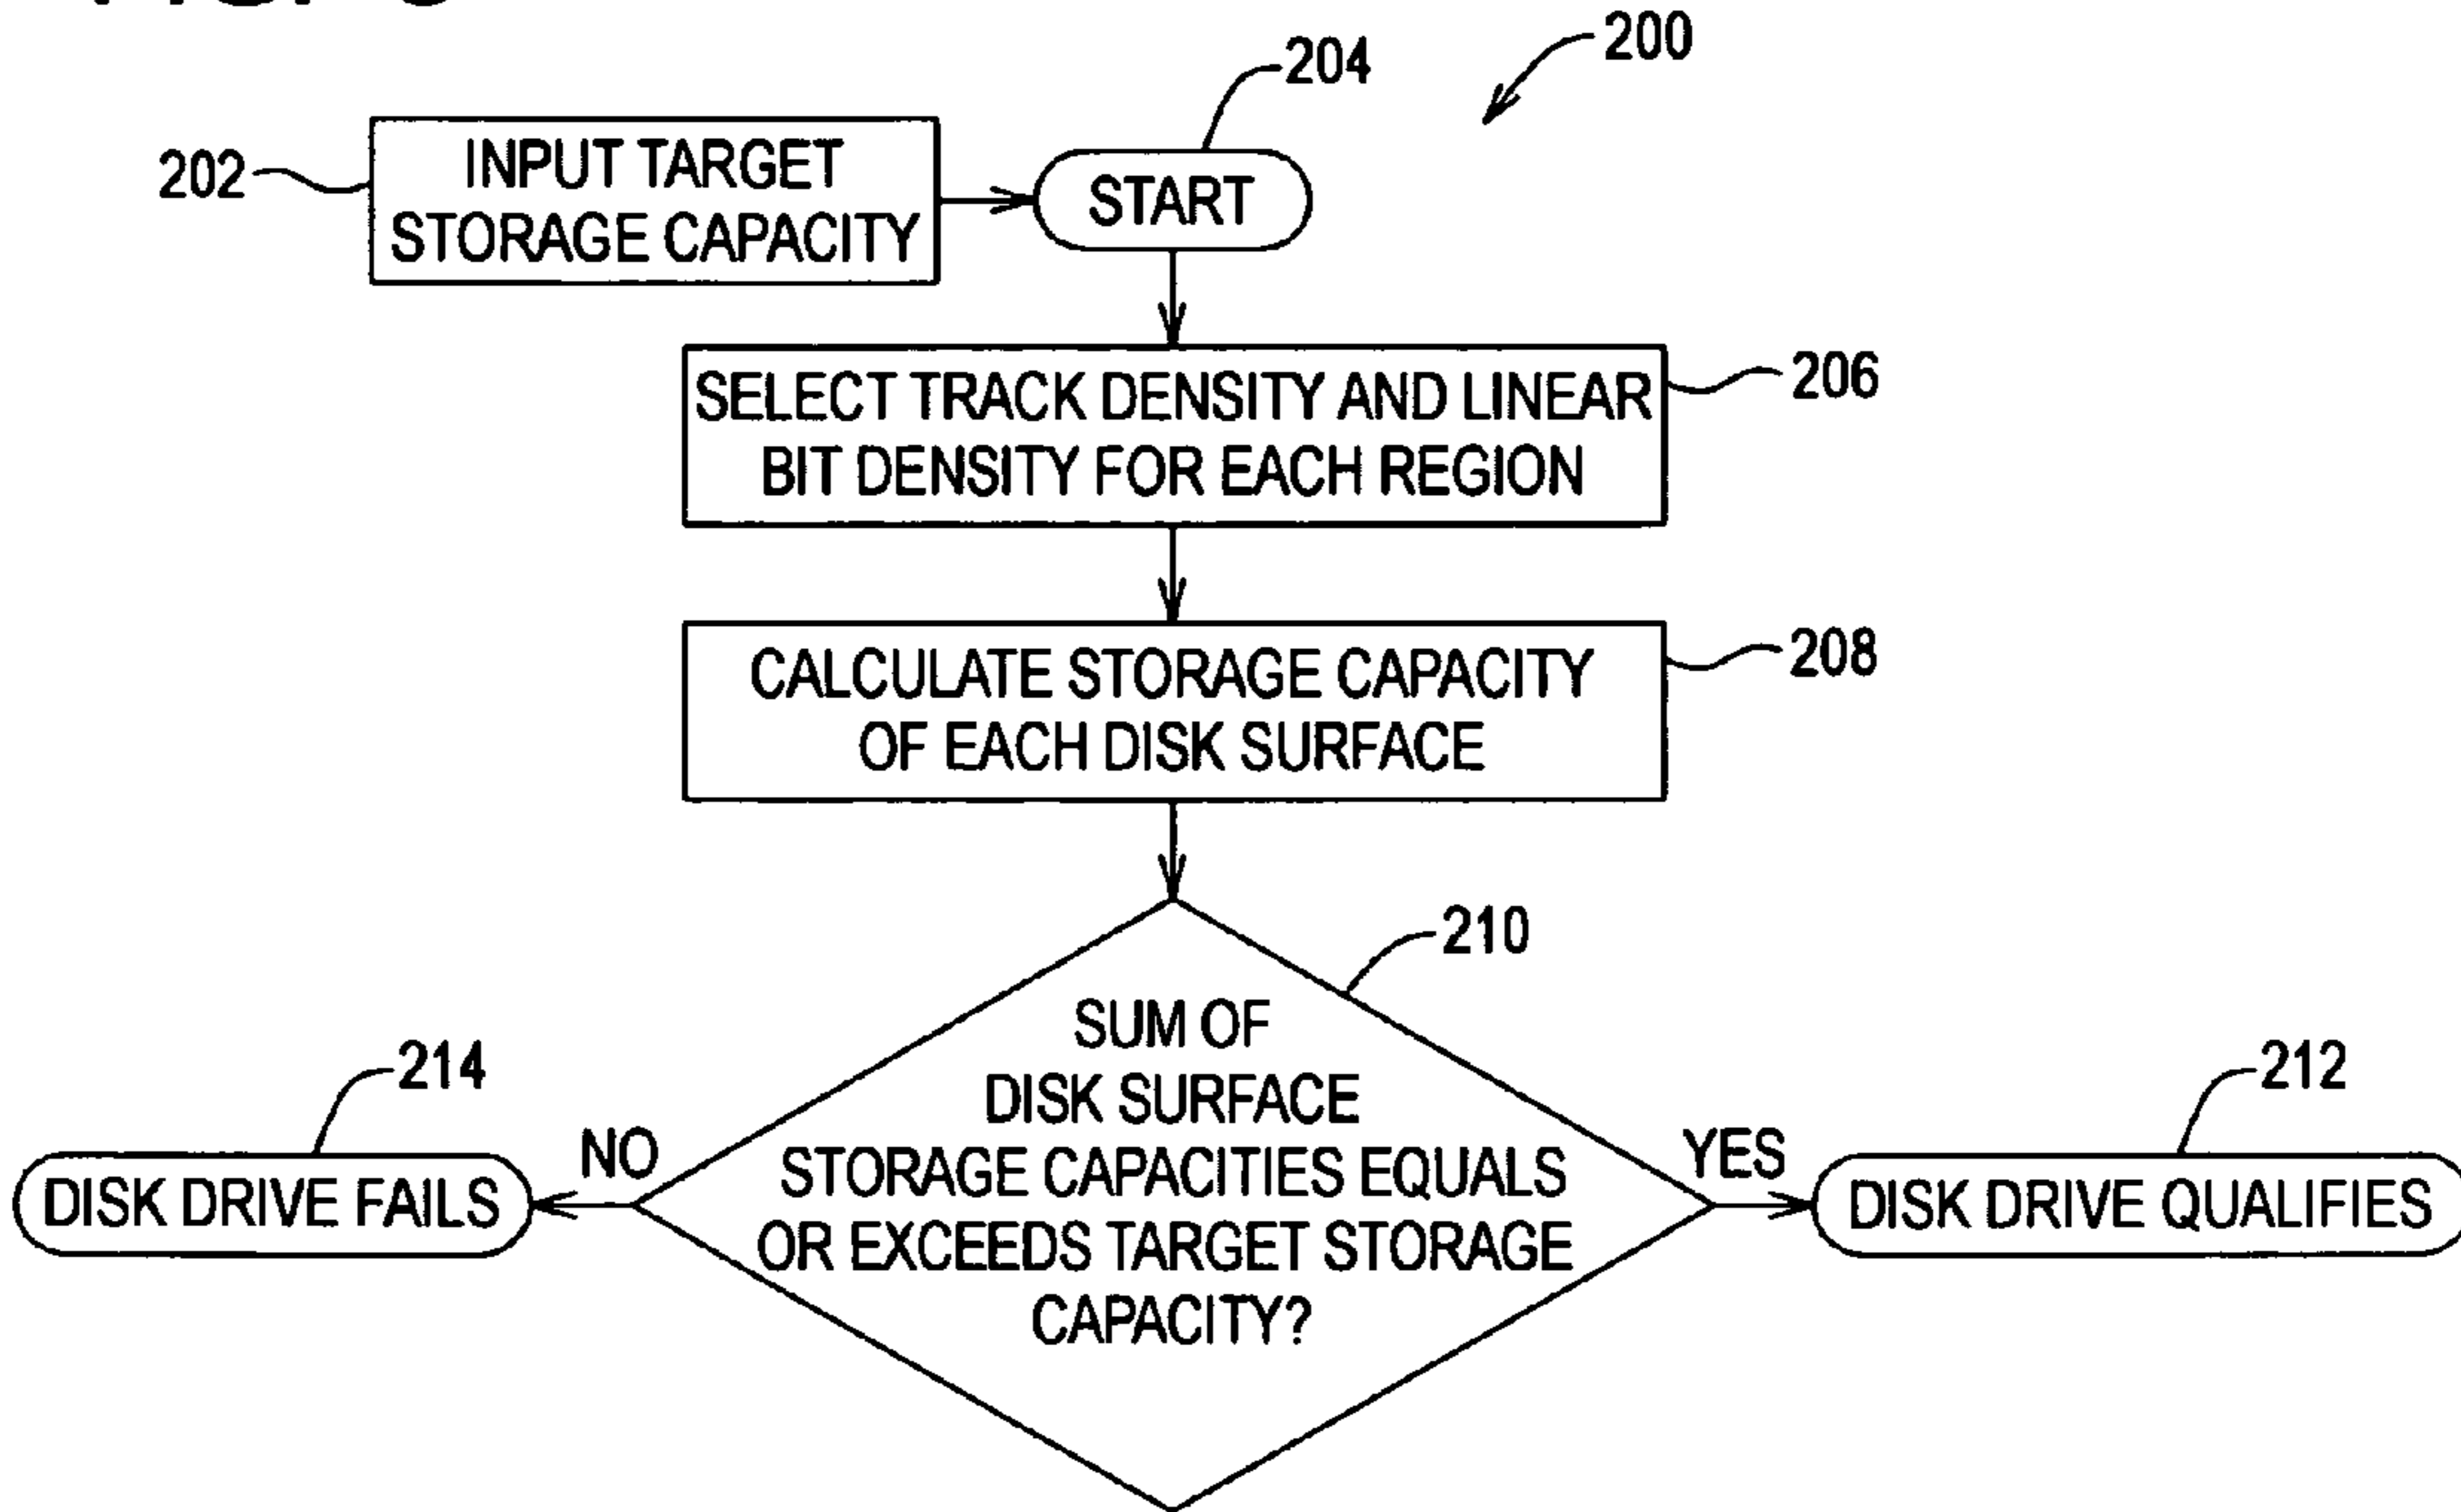 200
204
202
INPUT TARGET
STORAGE CAPACITY
START
SELECT TRACK DENSITY AND LINEAR
BIT DENSITY FOR EACH REGION
206
CALCULATE STORAGE CAPACITY
OF EACH DISK SURFACE
208
210
SUM OF
DISK SURFACE
STORAGE CAPACITIES EQUALS
OR EXCEEDS TARGET STORAGE
CAPACITY?
214
NO
DISK DRIVE FAILS
212
YES
DISK DRIVE QUALIFIES